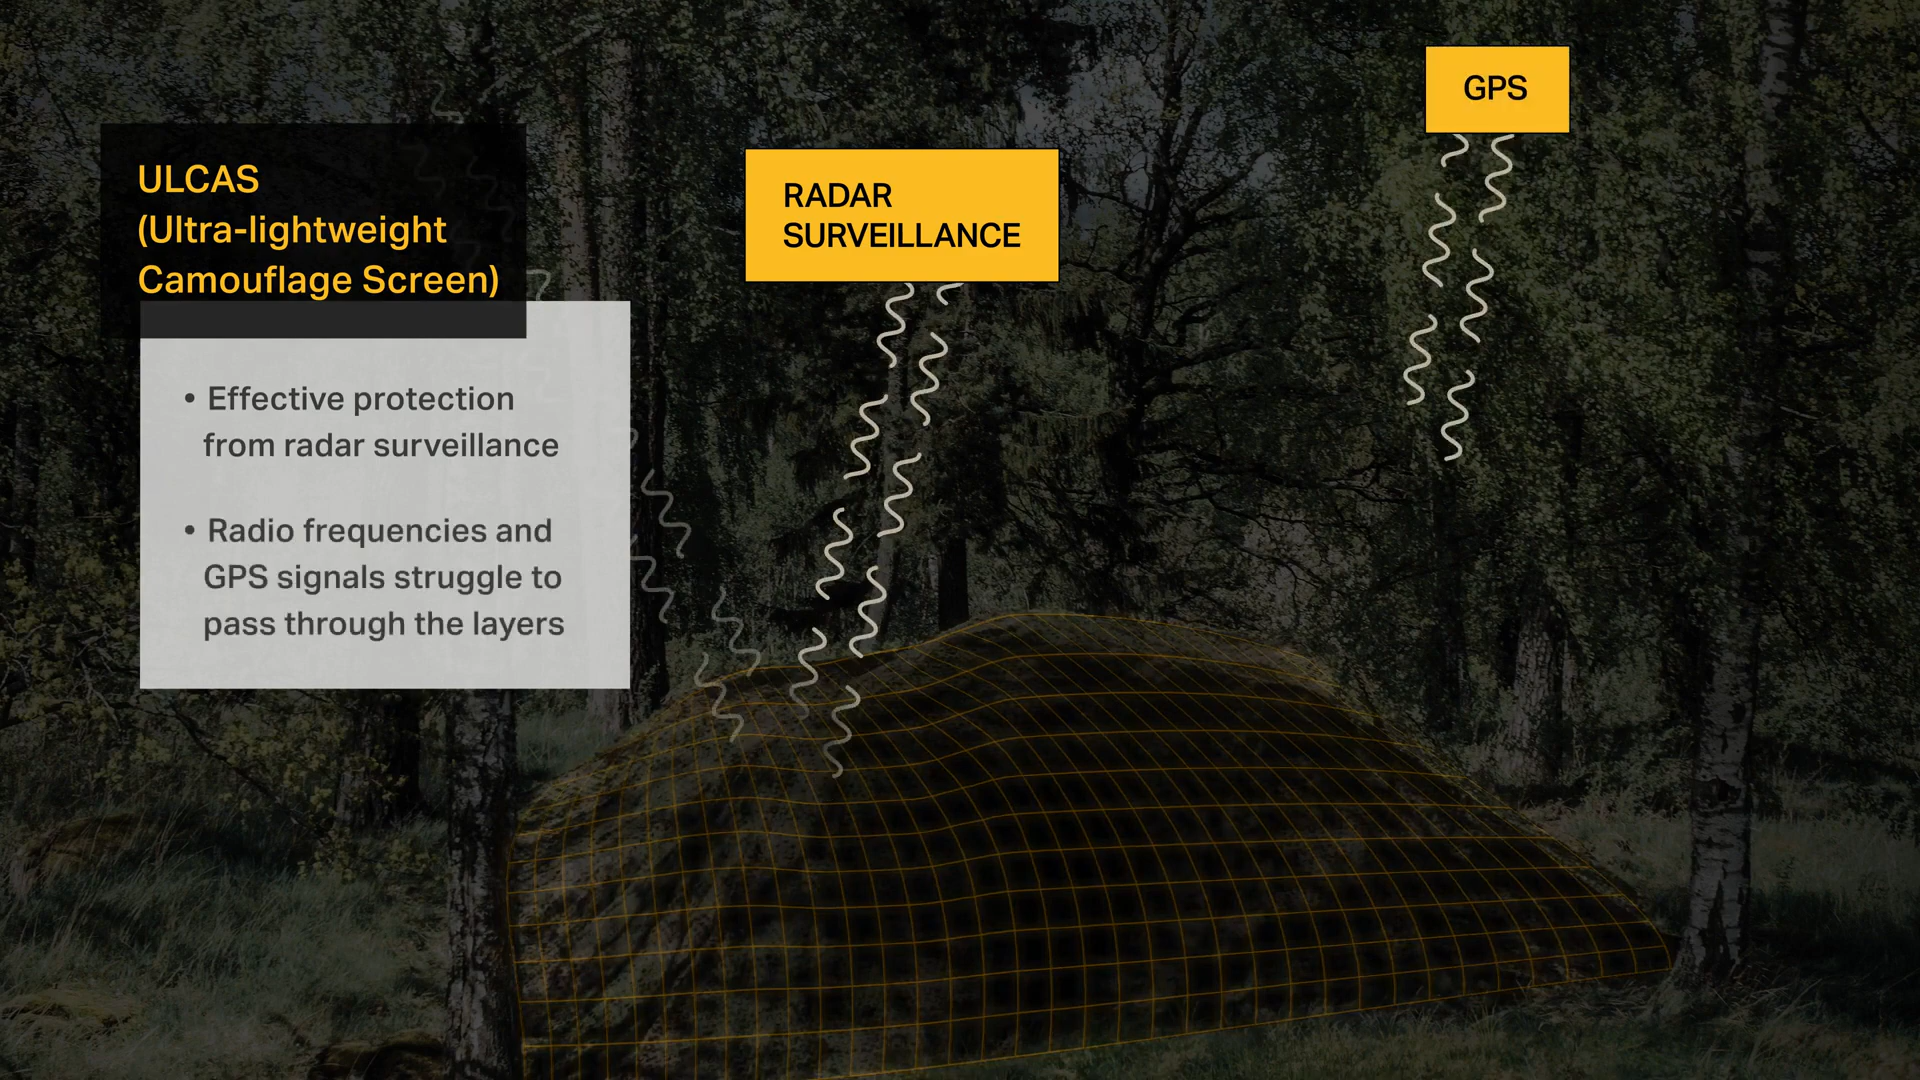 ULCAS
(Ultra-lightweight
Camouflage Screen)
• Effective protection
from radar surveillance
• Radio frequencies and
GPS signals struggle to
pass through the layers
RADAR
SURVEILLANCE
GPS